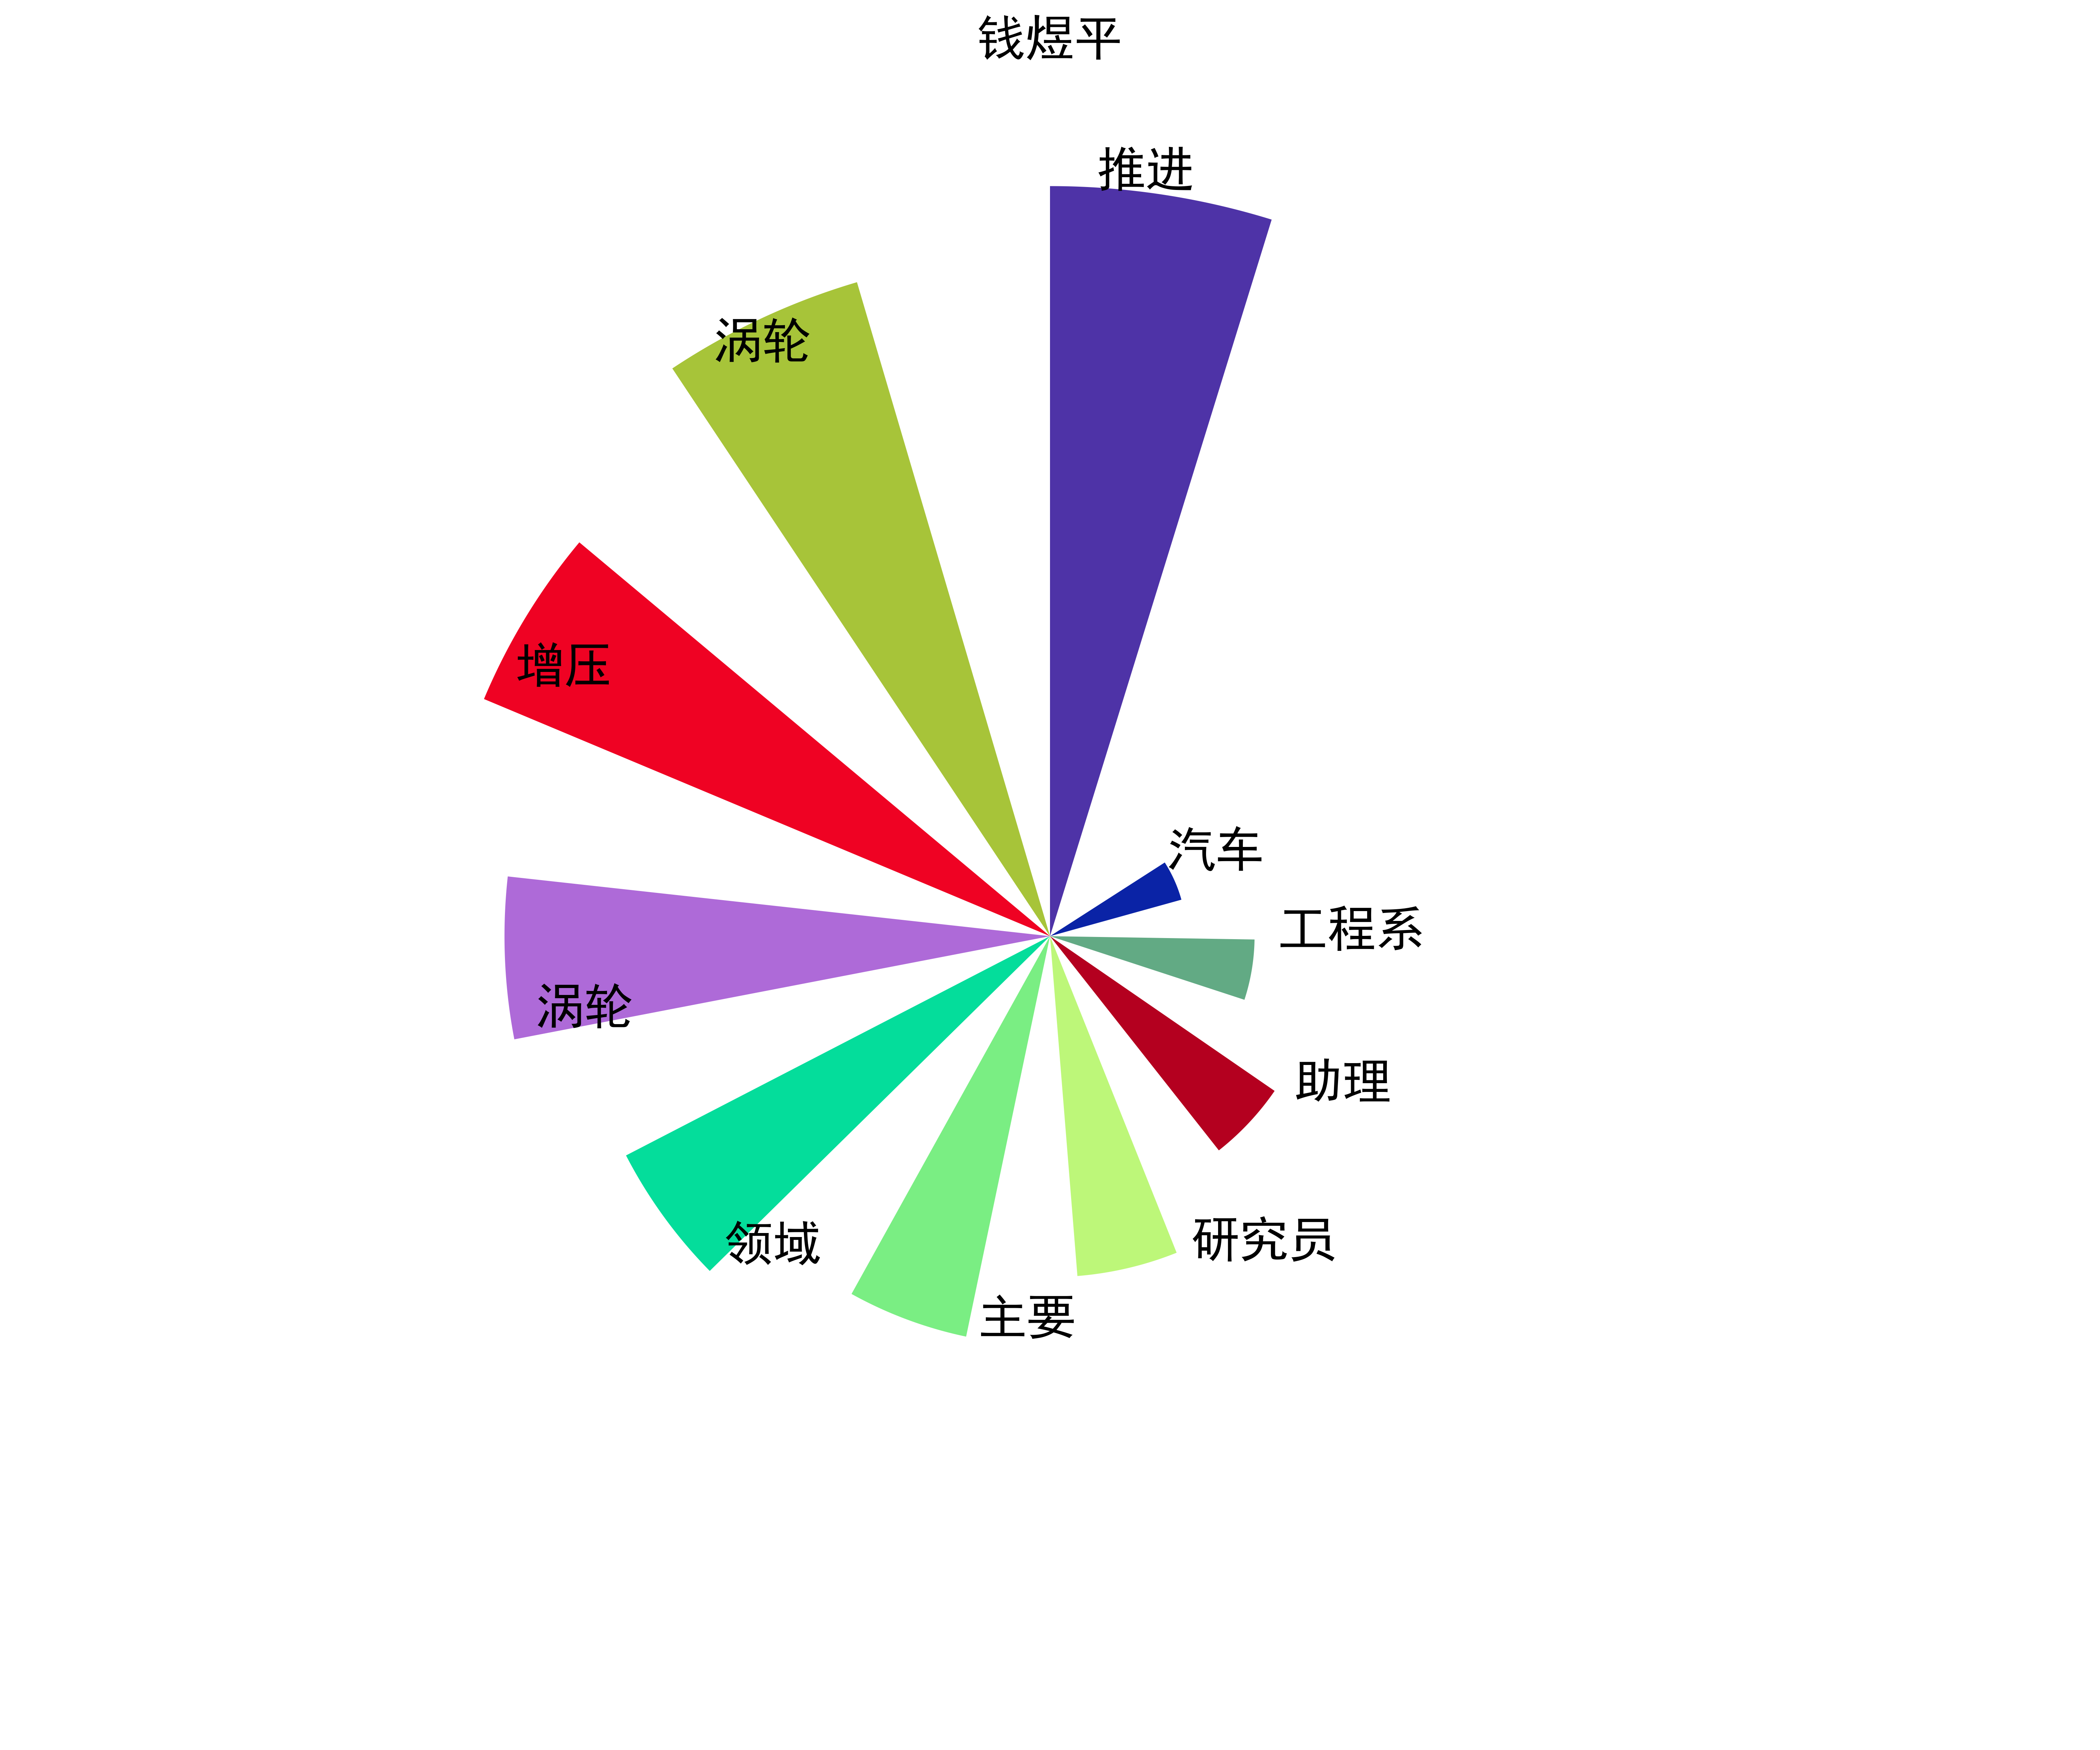 钱煜平
推进
涡轮
增压
汽车
工程系
涡轮
助理
领域
研究员
主要